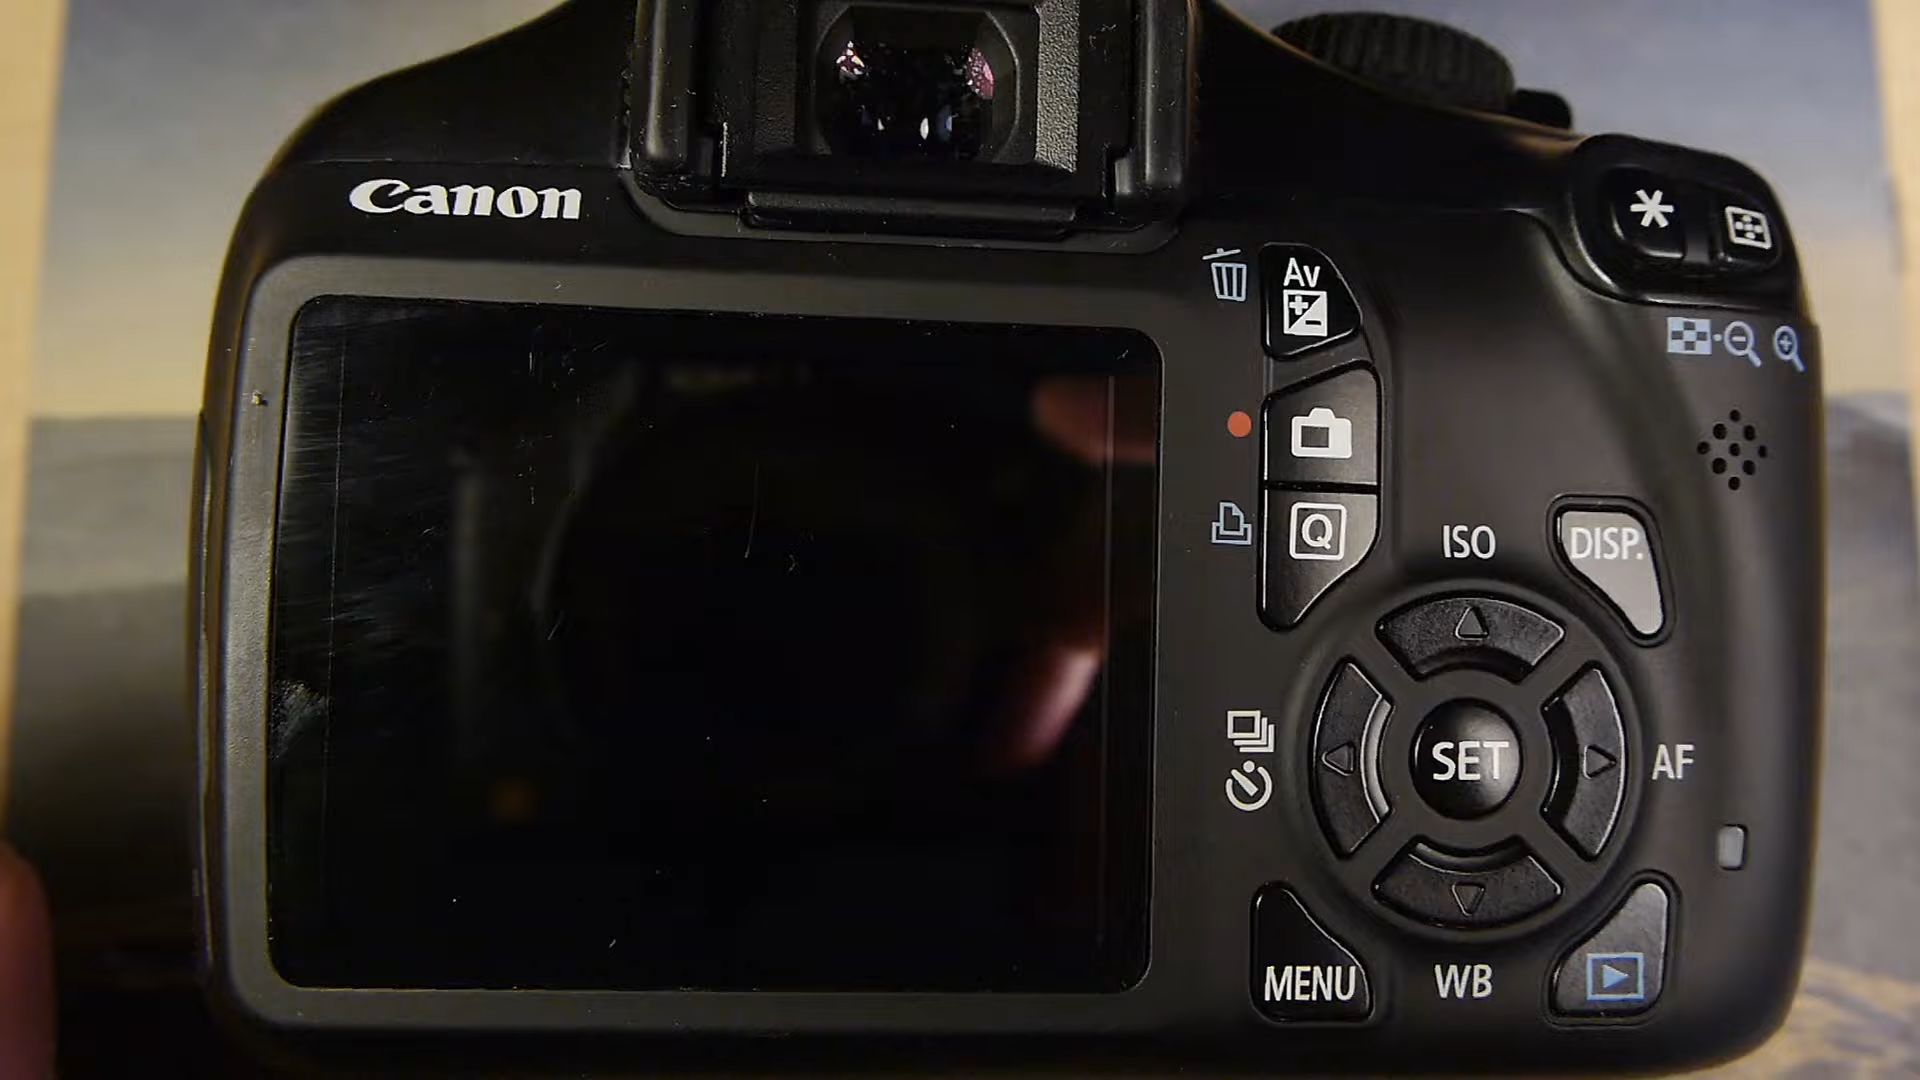 Canon
Av
Q
ISO
DISP.
SET
AF
MENU
WB